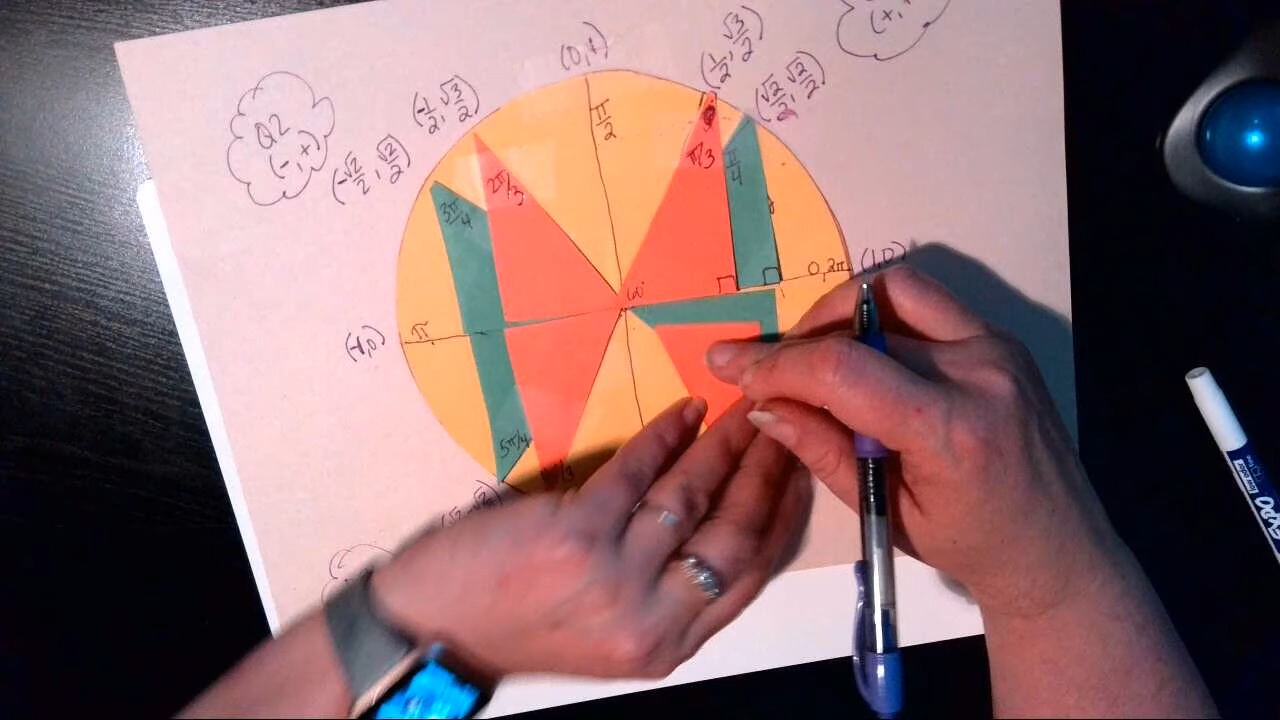 (+,+)
(0,+)
(1/2, √3/2)
(√2/2, √2/2)
(-1/2, √3/2)
(-√2/2, √2/2)
Q2
(-,+)
π/2
π/3
π/4
2π/3
3π/4
60°
0,2π
(1,0)
(-1,0)
π
5π/4
EXPO